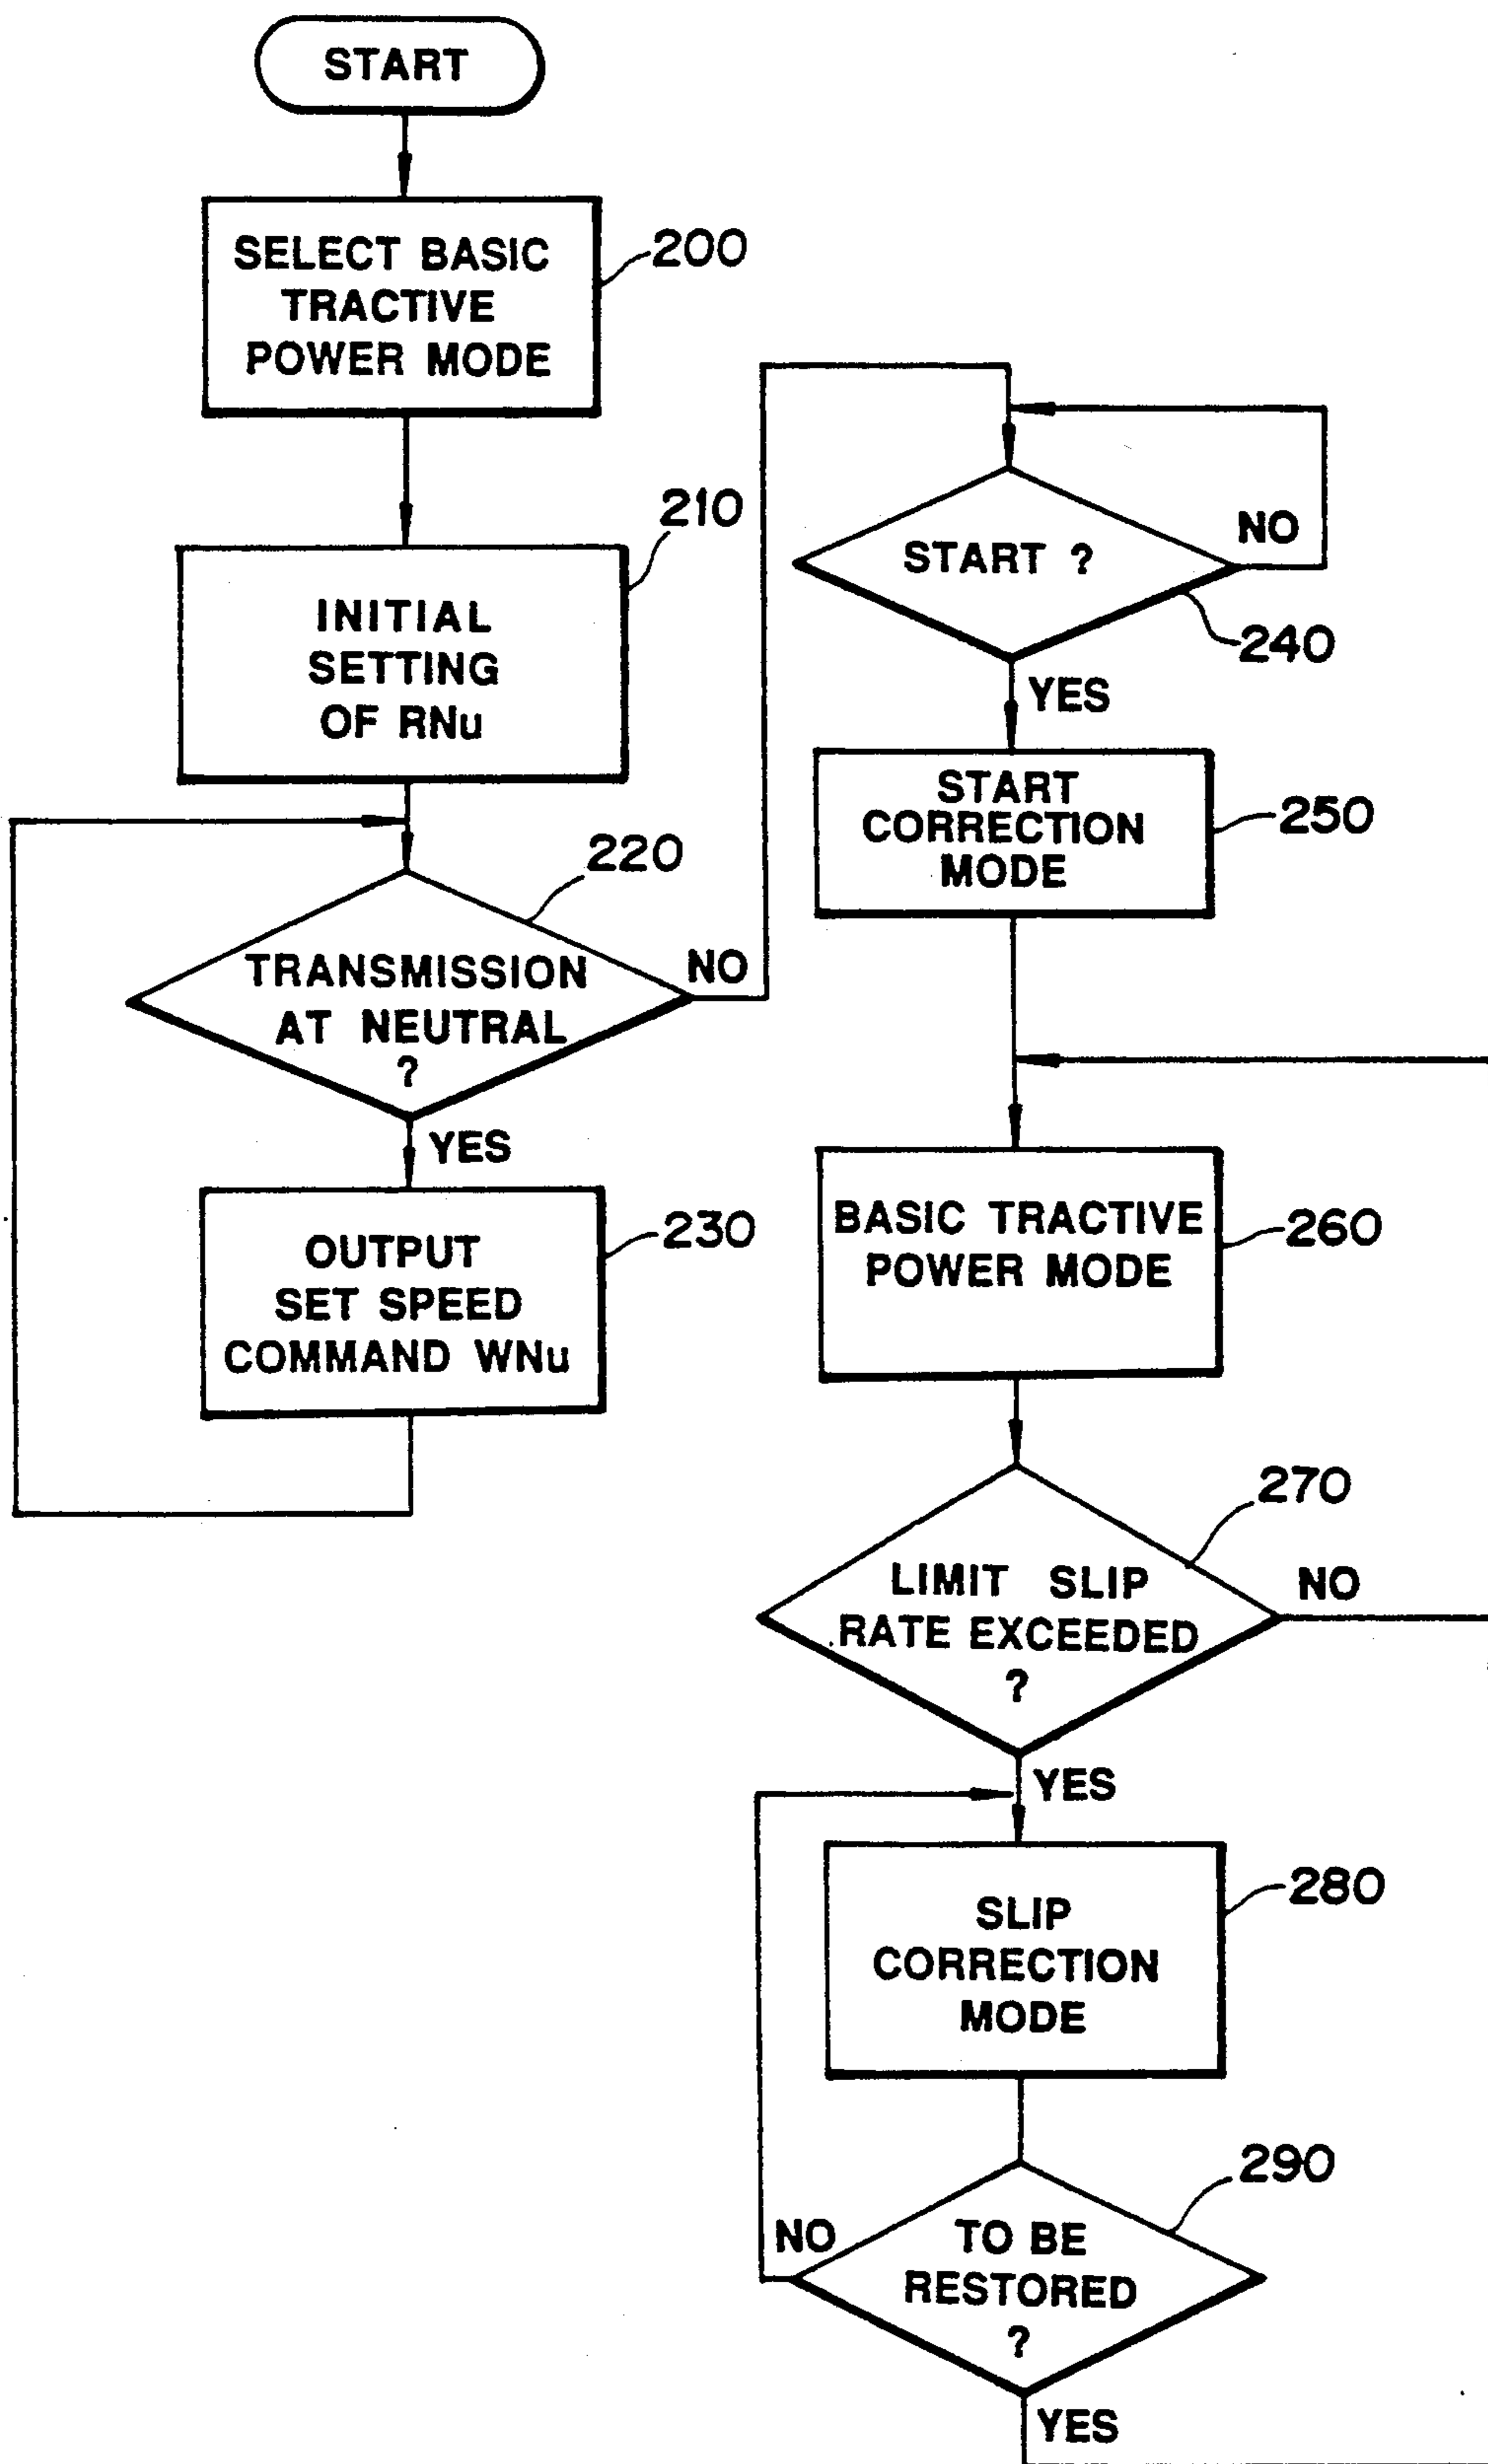 START
SELECT BASIC
TRACTIVE
POWER MODE
200
INITIAL
SETTING
OF RNu
210
TRANSMISSION
AT NEUTRAL
?
220
NO
YES
OUTPUT
SET SPEED
COMMAND WNu
230
START ?
NO
240
YES
START
CORRECTION
MODE
250
BASIC TRACTIVE
POWER MODE
260
LIMIT SLIP
RATE EXCEEDED
?
270
NO
YES
SLIP
CORRECTION
MODE
280
TO BE
RESTORED
?
290
NO
YES